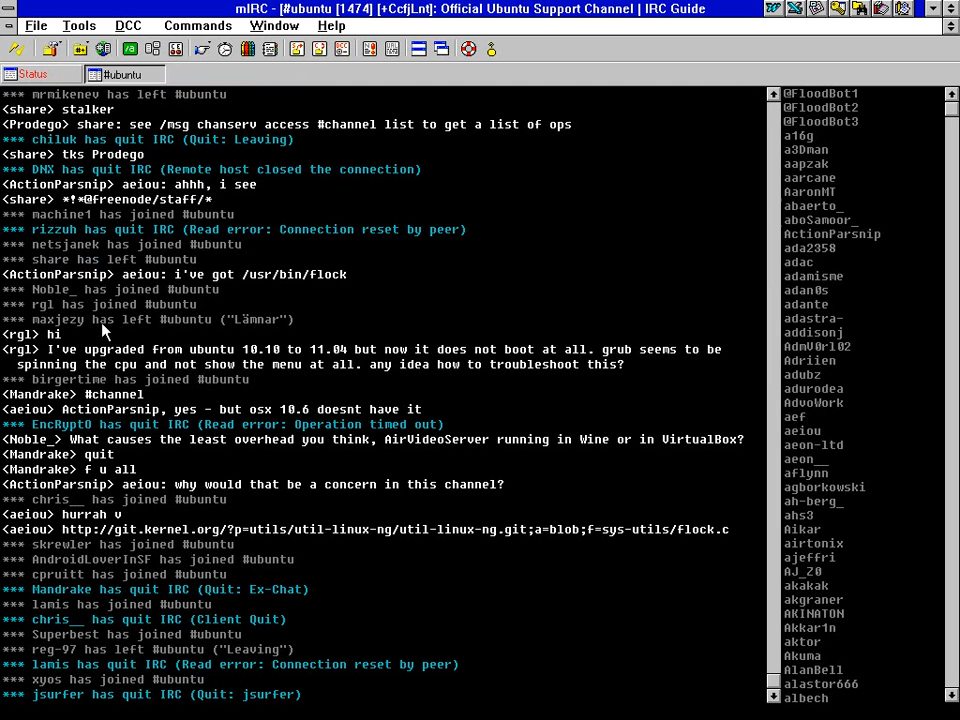 mIRC - [#ubuntu [1474] [+CcfjLnt]: Official Ubuntu Support Channel | IRC Guide
File Tools DCC Commands Window Help
Status #ubuntu
*** mrmikenev has left #ubuntu
<share> stalker
<Prodego> share: see /msg chanserv access #channel list to get a list of ops
*** chiluk has quit IRC (Quit: Leaving)
<share> tks Prodego
*** DNX has quit IRC (Remote host closed the connection)
<ActionParsnip> aeiou: ahhh, i see
<share> *!*@freenode/staff/*
*** machine1 has joined #ubuntu
*** rizzuh has quit IRC (Read error: Connection reset by peer)
*** netsjanek has joined #ubuntu
*** share has left #ubuntu
<ActionParsnip> aeiou: i've got /usr/bin/flock
*** Noble_ has joined #ubuntu
*** rgl has joined #ubuntu
*** maxjezy has left #ubuntu ("Lämnar")
<rgl> hi
<rgl> I've upgraded from ubuntu 10.10 to 11.04 but now it does not boot at all. grub seems to be
spinning the cpu and not show the menu at all. any idea how to troubleshoot this?
*** birgertime has joined #ubuntu
<Mandrake> #channel
<aeiou> ActionParsnip, yes - but osx 10.6 doesnt have it
*** EncryptO has quit IRC (Read error: Operation timed out)
<Noble_> What causes the least overhead you think, AirVideoServer running in Wine or in VirtualBox?
<Mandrake> quit
<Mandrake> f u all
<ActionParsnip> aeiou: why would that be a concern in this channel?
*** chris__ has joined #ubuntu
<aeiou> hurrah v
<aeiou> http://git.kernel.org/?p=utils/util-linux-ng/util-linux-ng.git;a=blob;f=sys-utils/flock.c
*** skrewler has joined #ubuntu
*** AndroidLoverInSF has joined #ubuntu
*** cpruitt has joined #ubuntu
*** Mandrake has quit IRC (Quit: Ex-Chat)
*** lamis has joined #ubuntu
*** chris__ has quit IRC (Client Quit)
*** Superbest has joined #ubuntu
*** reg-97 has left #ubuntu ("Leaving")
*** lamis has quit IRC (Read error: Connection reset by peer)
*** xyos has joined #ubuntu
*** jsurfer has quit IRC (Quit: jsurfer)
@FloodBot1
@FloodBot2
@FloodBot3
a16g
a3Dman
aapzak
aarcane
AaronMT
abaerto_
aboSamoor_
ActionParsnip
ada2358
adac
adamisme
adan0s
adante
adastra-
addisonj
AdmV0rl02
Adriien
adubz
adurodea
AdvoWork
aef
aeiou
aeon-ltd
aeon__
aflynn
agborkowski
ah-berg_
ahs3
Aikar
airtonix
ajeffri
AJ_Z0
akakak
akgraner
AKINATON
Akkar1n
aktor
Akuma
AlanBell
alastor666
albech